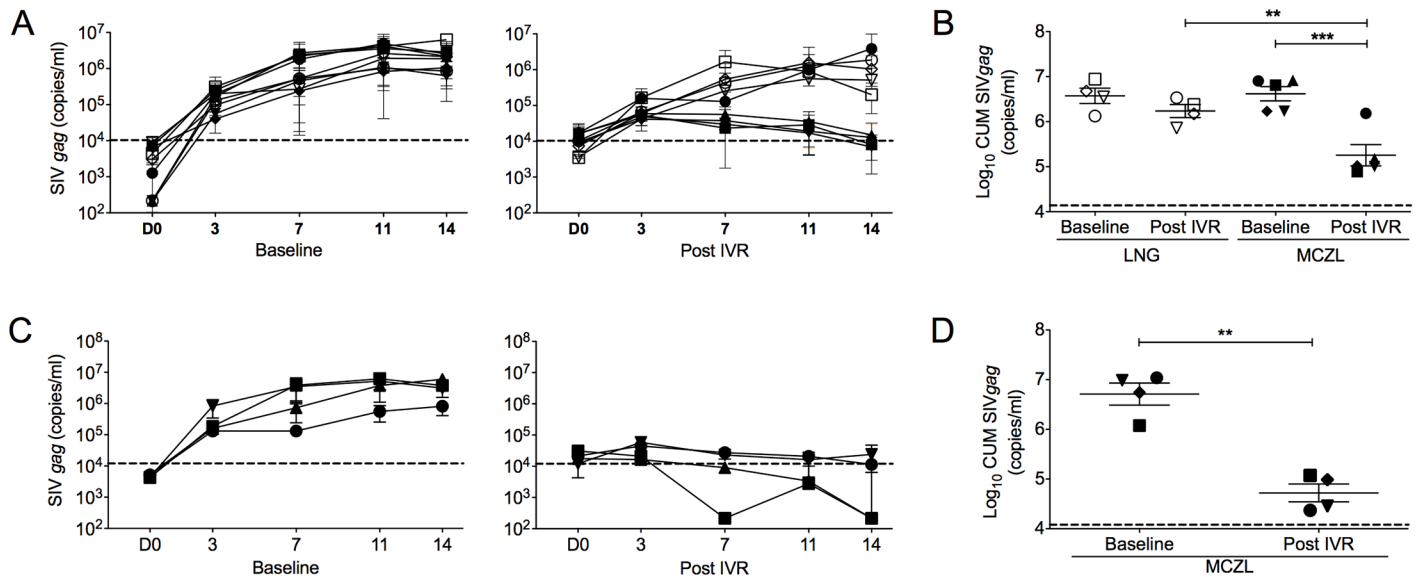 A
SIV gag (copies/ml)
10^7
10^6
10^5
10^4
10^3
10^2
D0 3 7 11 14
Baseline
10^7
10^6
10^5
10^4
10^3
10^2
D0 3 7 11 14
Post IVR
B
Log10 CUM SIVgag
(copies/ml)
8
7
6
5
4
**
***
Baseline Post IVR Baseline Post IVR
LNG MCZL
C
SIV gag (copies/ml)
10^8
10^7
10^6
10^5
10^4
10^3
10^2
D0 3 7 11 14
Baseline
10^8
10^7
10^6
10^5
10^4
10^3
10^2
D0 3 7 11 14
Post IVR
D
Log10 CUM SIVgag
(copies/ml)
8
7
6
5
4
**
Baseline Post IVR
MCZL